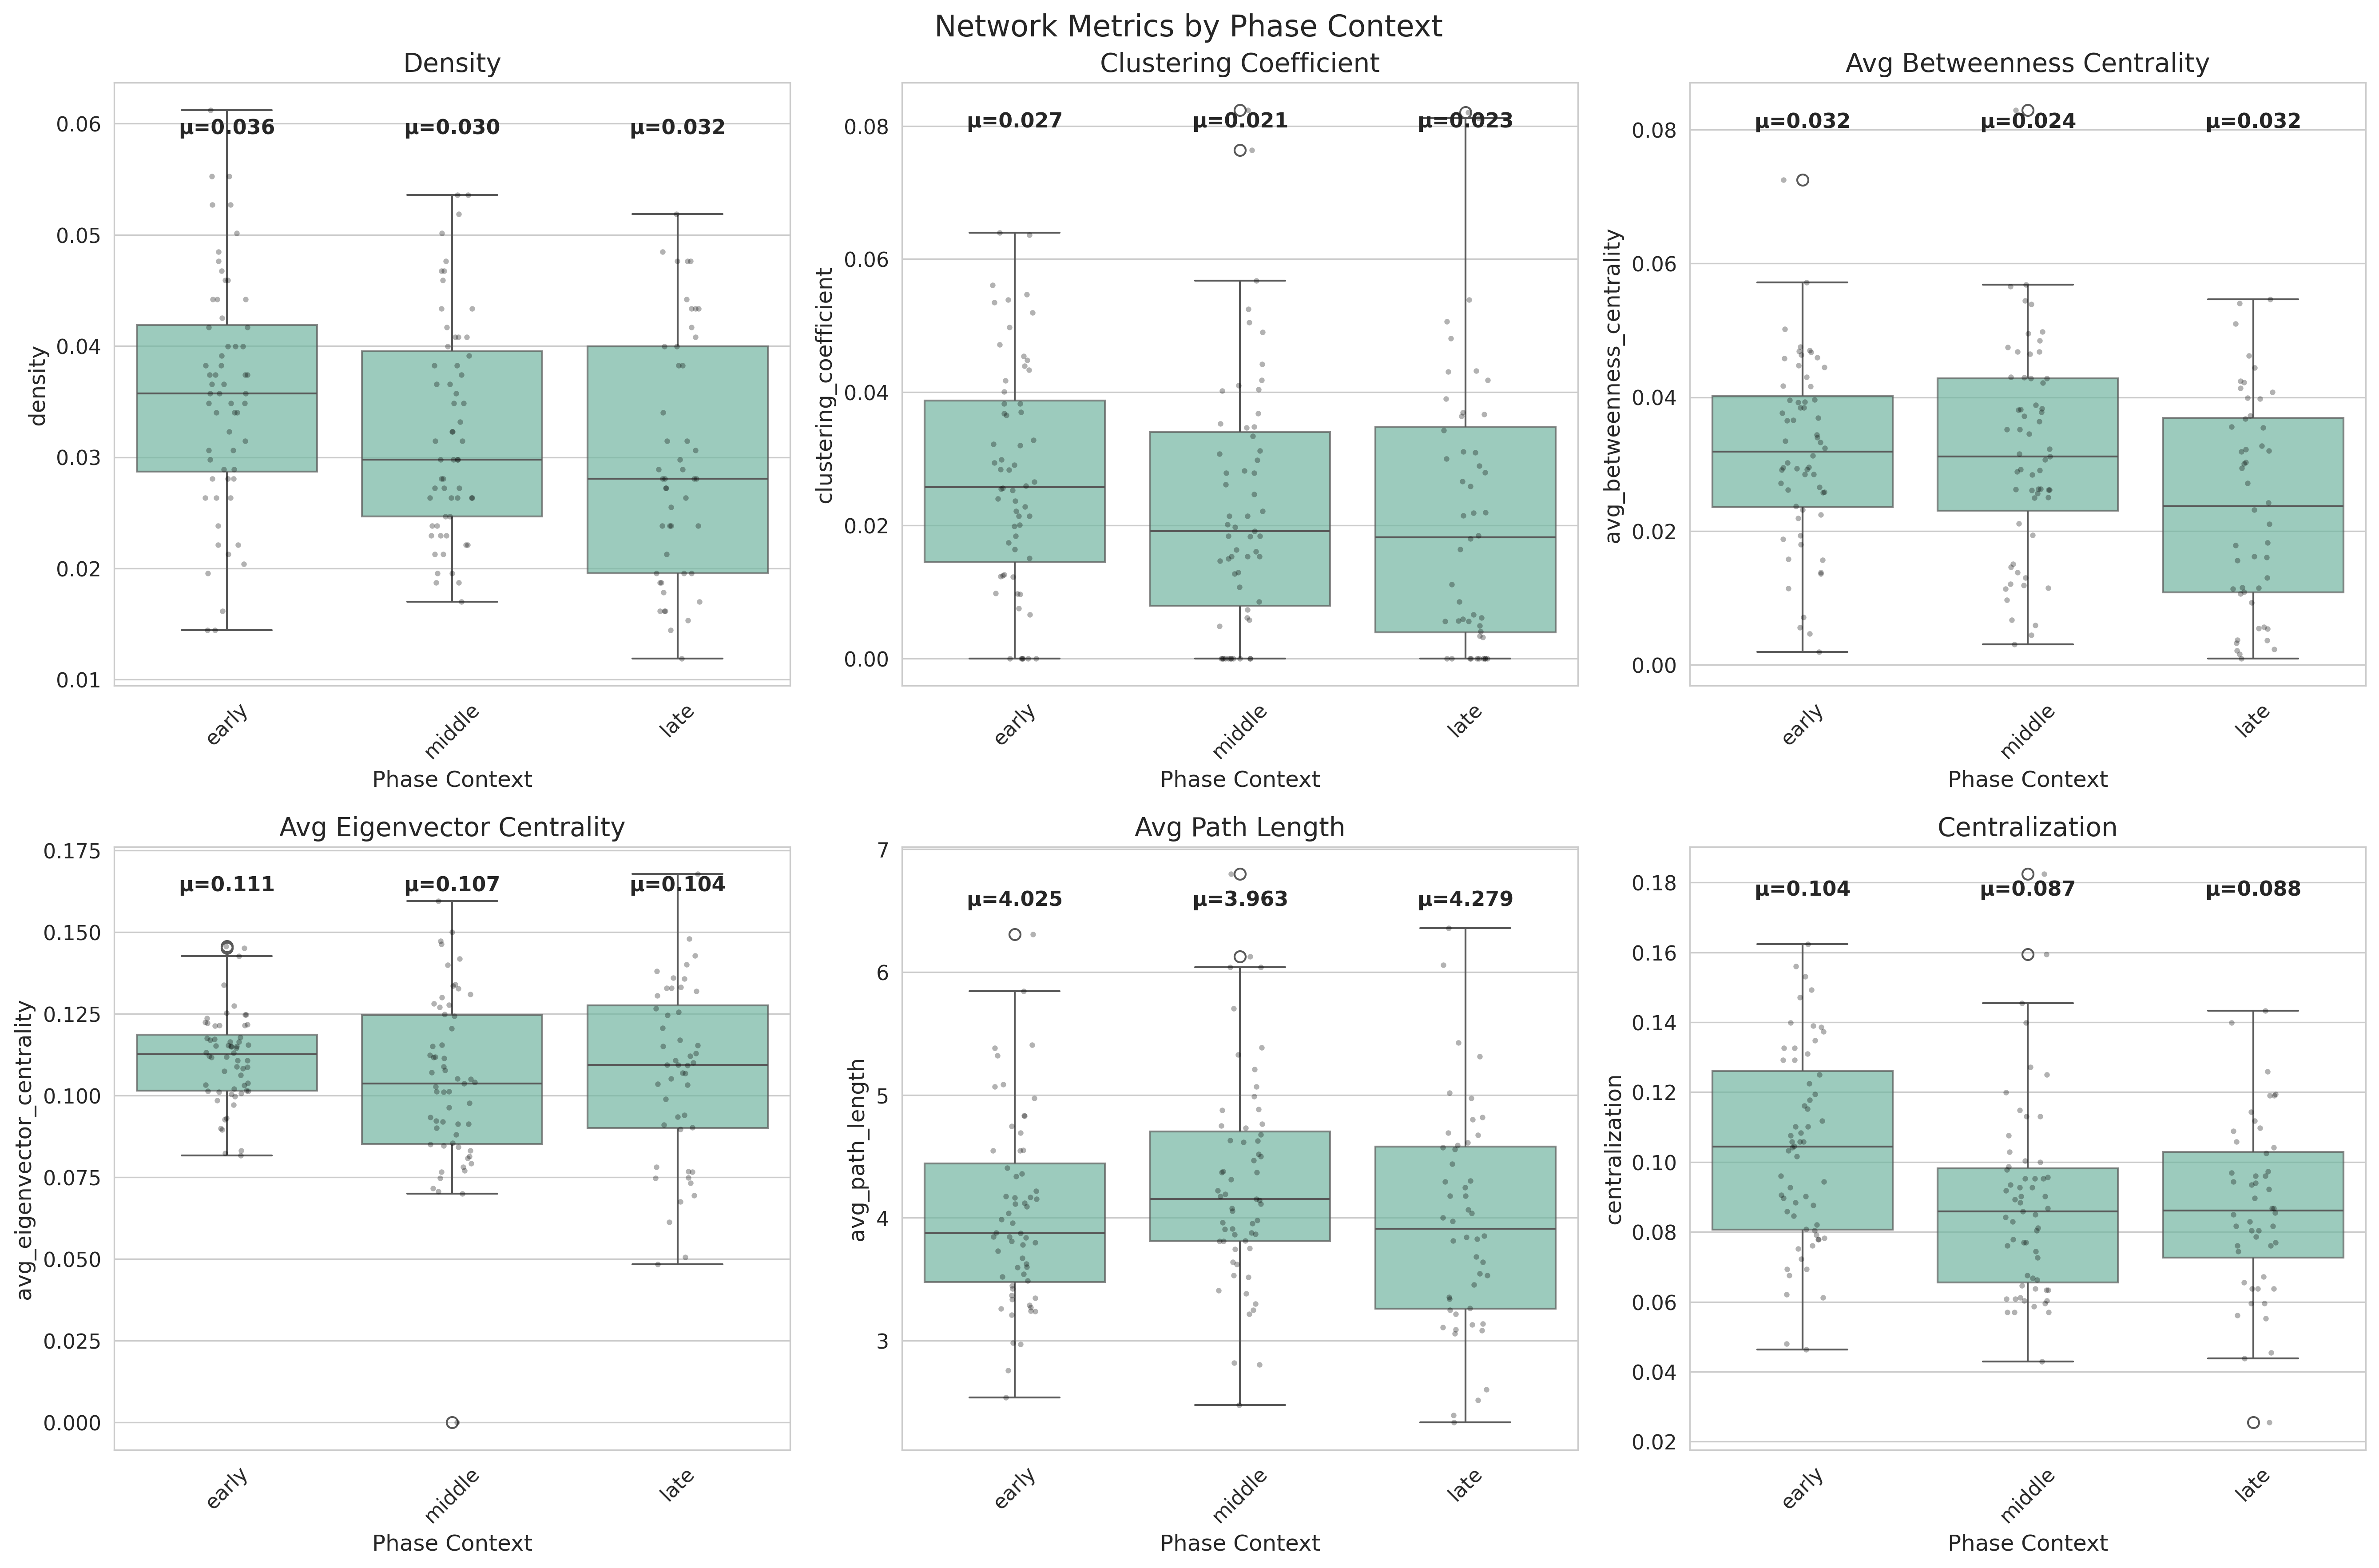 Network Metrics by Phase Context
Density
μ=0.036 μ=0.030 μ=0.032
0.06
0.05
0.04
0.03
0.02
0.01
density
early middle late
Phase Context
Clustering Coefficient
μ=0.027 μ=0.021 μ=0.023
0.08
0.06
0.04
0.02
0.00
clustering_coefficient
early middle late
Phase Context
Avg Betweenness Centrality
μ=0.032 μ=0.024 μ=0.032
0.08
0.06
0.04
0.02
0.00
avg_betweenness_centrality
early middle late
Phase Context
Avg Eigenvector Centrality
μ=0.111 μ=0.107 μ=0.104
0.175
0.150
0.125
0.100
0.075
0.050
0.025
0.000
avg_eigenvector_centrality
early middle late
Phase Context
Avg Path Length
μ=4.025 μ=3.963 μ=4.279
7
6
5
4
3
avg_path_length
early middle late
Phase Context
Centralization
μ=0.104 μ=0.087 μ=0.088
0.18
0.16
0.14
0.12
0.10
0.08
0.06
0.04
0.02
centralization
early middle late
Phase Context